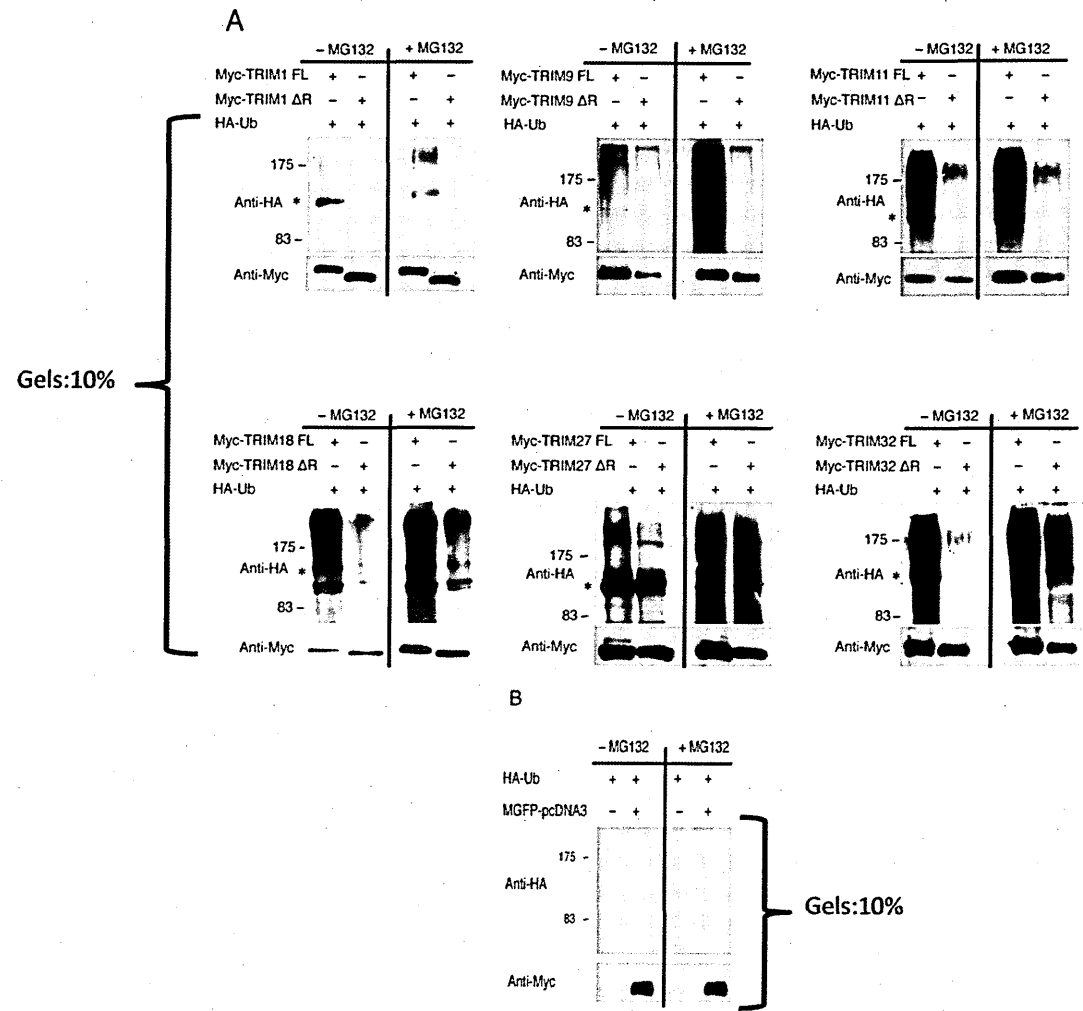 A
– MG132 + MG132
Myc-TRIM1 FL + – + –
Myc-TRIM1 ΔR – + – +
HA-Ub + + + +
175 –
Anti-HA *
83 –
Anti-Myc
– MG132 + MG132
Myc-TRIM9 FL + – + –
Myc-TRIM9 ΔR – + – +
HA-Ub + + + +
175 –
Anti-HA
*
83 –
Anti-Myc
– MG132 + MG132
Myc-TRIM11 FL + – + –
Myc-TRIM11 ΔR – + – +
HA-Ub + + + +
175 –
Anti-HA
*
83 –
Anti-Myc
Gels:10%
– MG132 + MG132
Myc-TRIM18 FL + – + –
Myc-TRIM18 ΔR – + – +
HA-Ub + + + +
175 –
Anti-HA *
83 –
Anti-Myc
– MG132 + MG132
Myc-TRIM27 FL + – + –
Myc-TRIM27 ΔR – + – +
HA-Ub + + + +
175 –
Anti-HA
*
83 –
Anti-Myc
– MG132 + MG132
Myc-TRIM32 FL + – + –
Myc-TRIM32 ΔR – + – +
HA-Ub + + + +
175 –
Anti-HA *
83 –
Anti-Myc
B
– MG132 + MG132
HA-Ub + + + +
MGFP-pcDNA3 – + – +
175 –
Anti-HA
83 –
Anti-Myc
Gels:10%